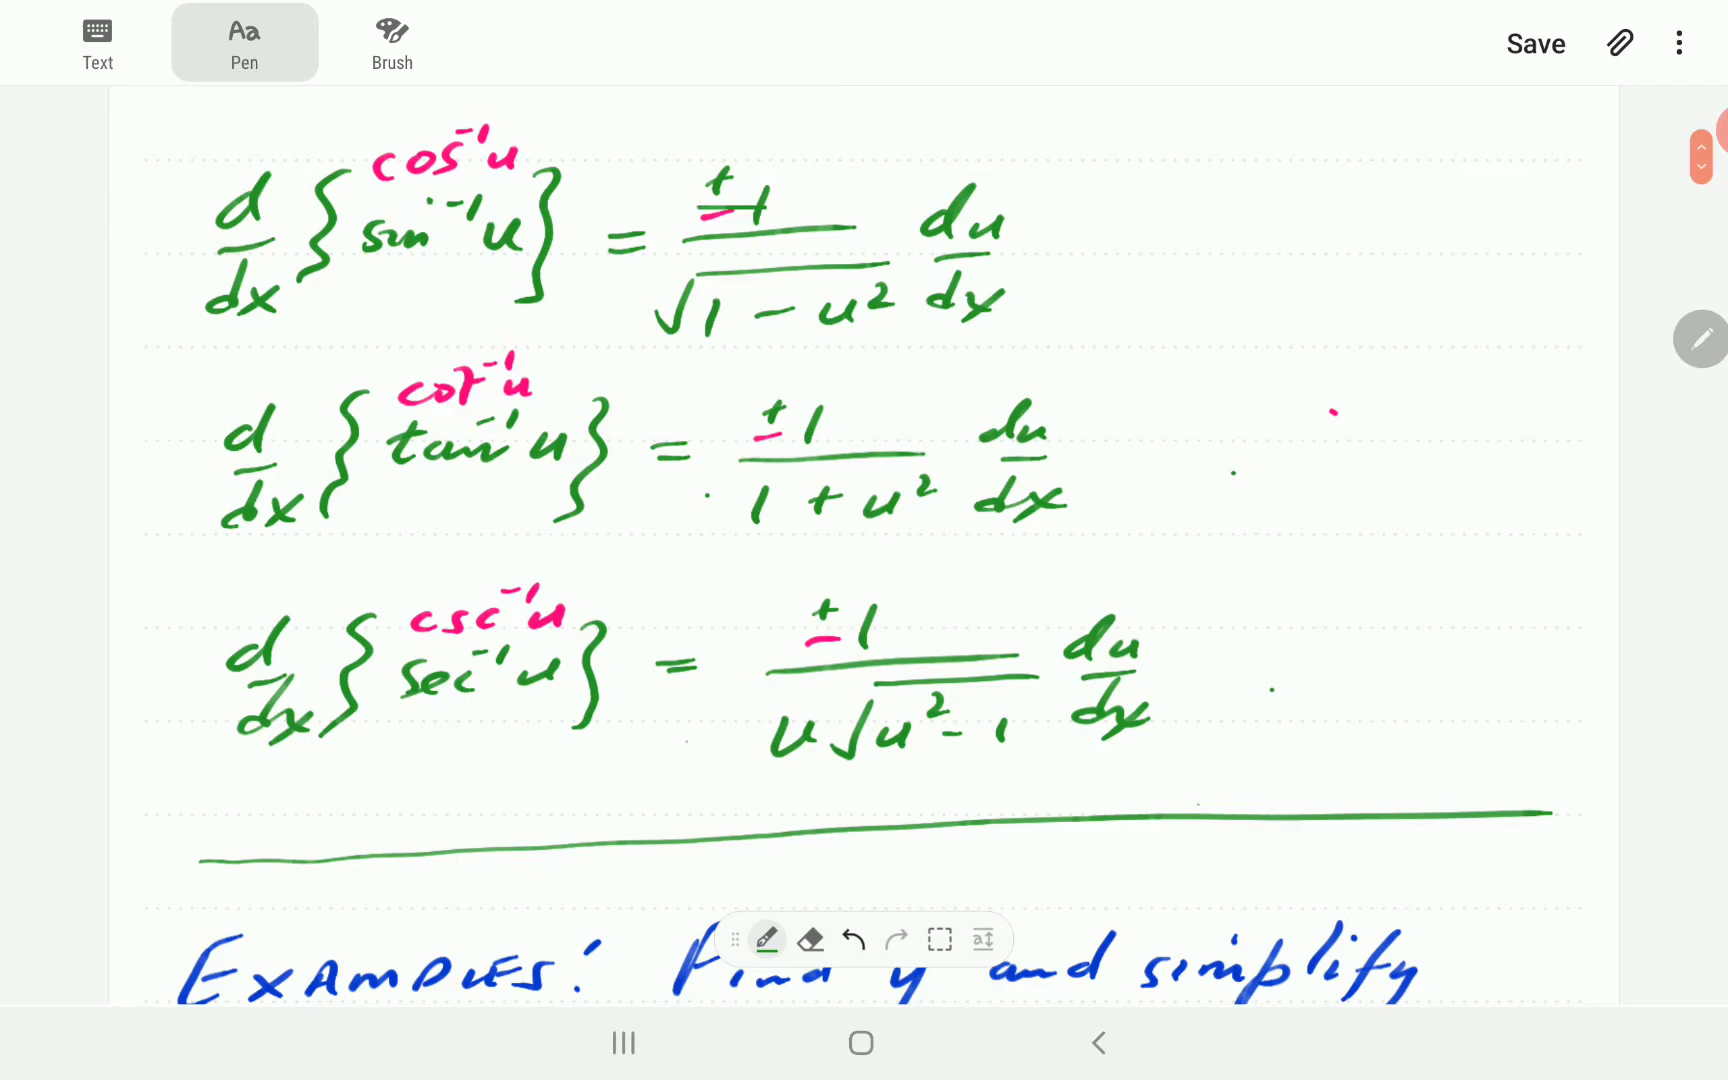 Text Pen Brush Save
d/dx { cos⁻¹u sin⁻¹u } = ±1/√(1 − u²) du/dx
d/dx { cot⁻¹u tan⁻¹u } = ±1/(1 + u²) du/dx
d/dx { csc⁻¹u sec⁻¹u } = ±1/(u√(u² − 1)) du/dx
EXAMPLES: Find y and simplify